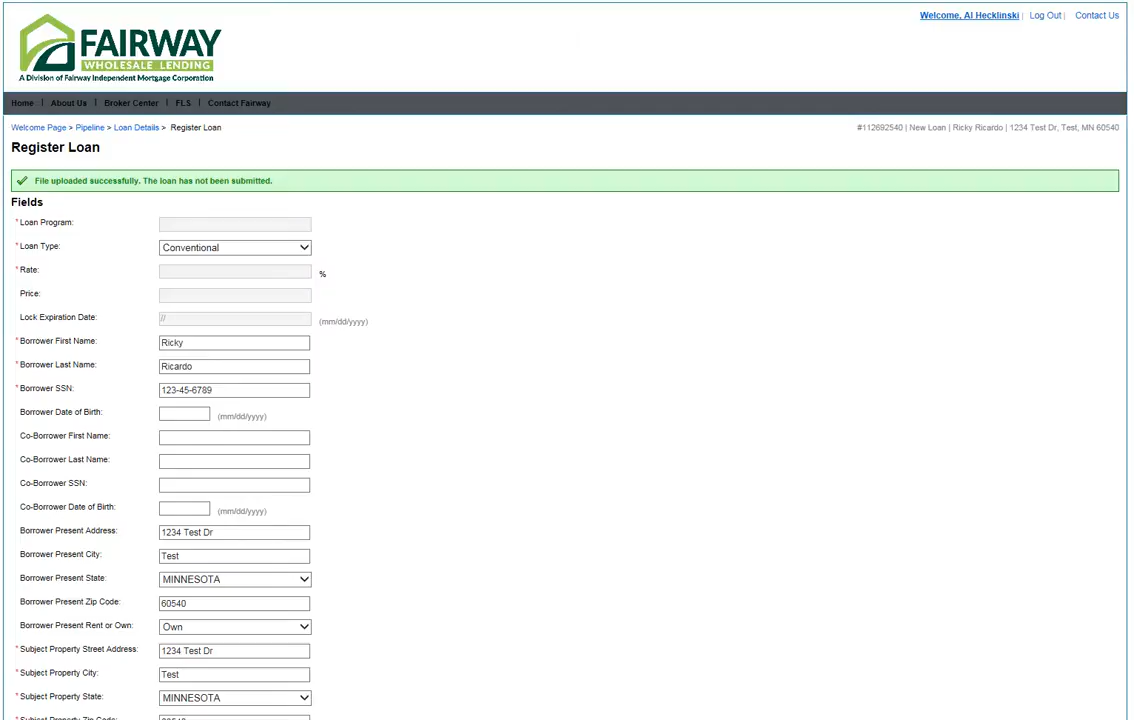 Welcome, Al Hecklinski | Log Out | Contact Us
FAIRWAY
WHOLESALE LENDING
A Division of Fairway Independent Mortgage Corporation
Home | About Us | Broker Center | FLS | Contact Fairway
Welcome Page > Pipeline > Loan Details > Register Loan
#112692540 | New Loan | Ricky Ricardo | 1234 Test Dr, Test, MN 60540
Register Loan
File uploaded successfully. The loan has not been submitted.
Fields
*Loan Program:
*Loan Type: Conventional
*Rate: %
Price:
Lock Expiration Date: // (mm/dd/yyyy)
*Borrower First Name: Ricky
*Borrower Last Name: Ricardo
*Borrower SSN: 123-45-6789
Borrower Date of Birth: (mm/dd/yyyy)
Co-Borrower First Name:
Co-Borrower Last Name:
Co-Borrower SSN:
Co-Borrower Date of Birth: (mm/dd/yyyy)
Borrower Present Address: 1234 Test Dr
Borrower Present City: Test
Borrower Present State: MINNESOTA
Borrower Present Zip Code: 60540
Borrower Present Rent or Own: Own
*Subject Property Street Address: 1234 Test Dr
*Subject Property City: Test
*Subject Property State: MINNESOTA
*Subject Property Zip Code: